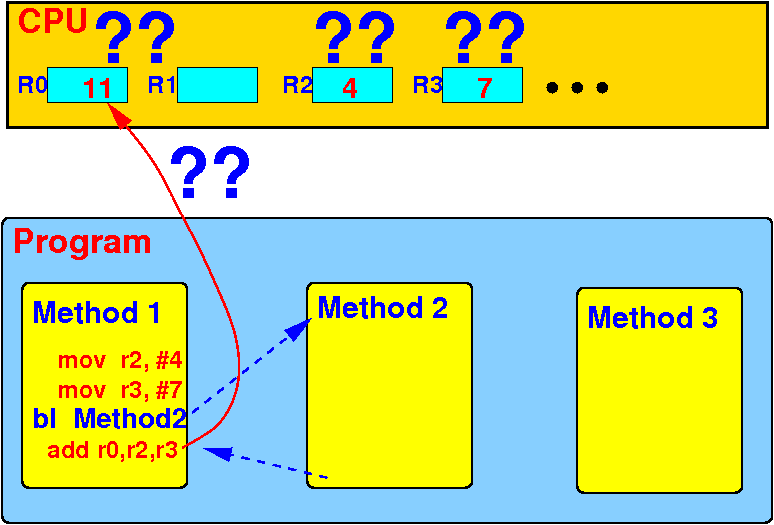 CPU
?? ?? ??
R0 11 R1 R2 4 R3 7 • • •
??
Program
Method 1
Method 2
Method 3
mov r2, #4
mov r3, #7
bl Method2
add r0,r2,r3